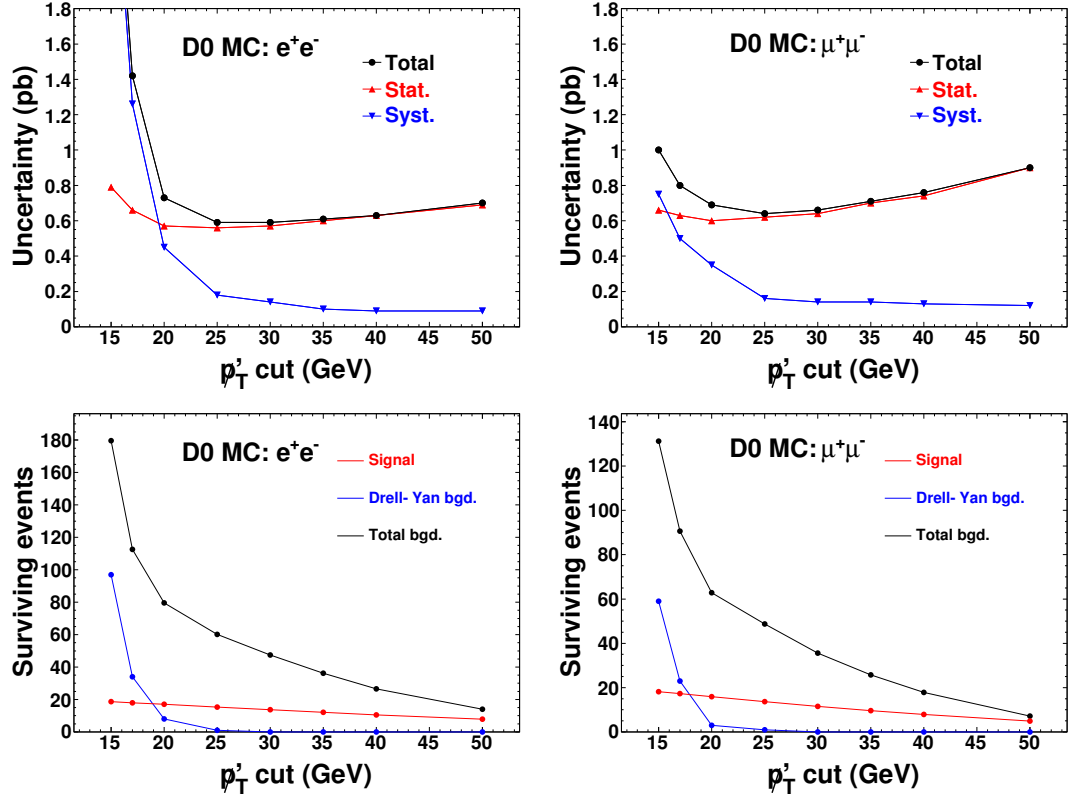 D0 MC: e⁺e⁻
Total
Stat.
Syst.
Uncertainty (pb)
0
0.2
0.4
0.6
0.8
1
1.2
1.4
1.6
1.8
15 20 25 30 35 40 45 50
p̸'T cut (GeV)
D0 MC: μ⁺μ⁻
Total
Stat.
Syst.
Uncertainty (pb)
0
0.2
0.4
0.6
0.8
1
1.2
1.4
1.6
1.8
15 20 25 30 35 40 45 50
p̸'T cut (GeV)
D0 MC: e⁺e⁻
Signal
Drell- Yan bgd.
Total bgd.
Surviving events
0
20
40
60
80
100
120
140
160
180
15 20 25 30 35 40 45 50
p̸'T cut (GeV)
D0 MC: μ⁺μ⁻
Signal
Drell- Yan bgd.
Total bgd.
Surviving events
0
20
40
60
80
100
120
140
15 20 25 30 35 40 45 50
p̸'T cut (GeV)